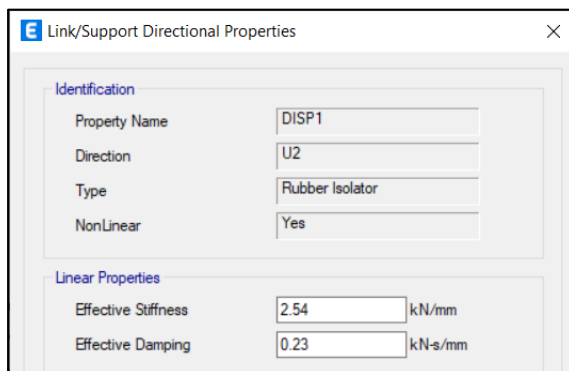 E Link/Support Directional Properties
Identification
Property Name DISP1
Direction U2
Type Rubber Isolator
NonLinear Yes
Linear Properties
Effective Stiffness 2.54 kN/mm
Effective Damping 0.23 kN-s/mm